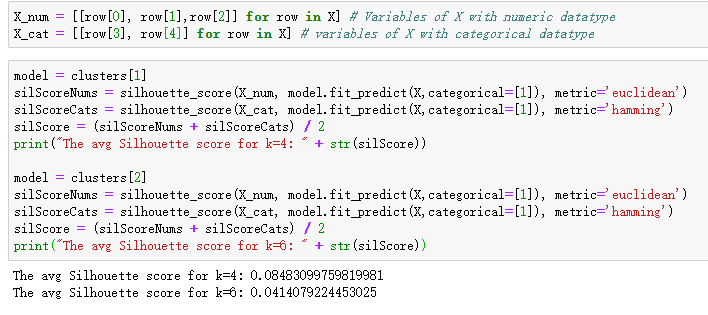 X_num = [[row[0], row[1],row[2]] for row in X] # Variables of X with numeric datatype
X_cat = [[row[3], row[4]] for row in X] # variables of X with categorical datatype
model = clusters[1]
silScoreNums = silhouette_score(X_num, model.fit_predict(X,categorical=[1]), metric='euclidean')
silScoreCats = silhouette_score(X_cat, model.fit_predict(X,categorical=[1]), metric='hamming')
silScore = (silScoreNums + silScoreCats) / 2
print("The avg Silhouette score for k=4: " + str(silScore))
model = clusters[2]
silScoreNums = silhouette_score(X_num, model.fit_predict(X,categorical=[1]), metric='euclidean')
silScoreCats = silhouette_score(X_cat, model.fit_predict(X,categorical=[1]), metric='hamming')
silScore = (silScoreNums + silScoreCats) / 2
print("The avg Silhouette score for k=6: " + str(silScore))
The avg Silhouette score for k=4: 0.08483099759819981
The avg Silhouette score for k=6: 0.0414079224453025